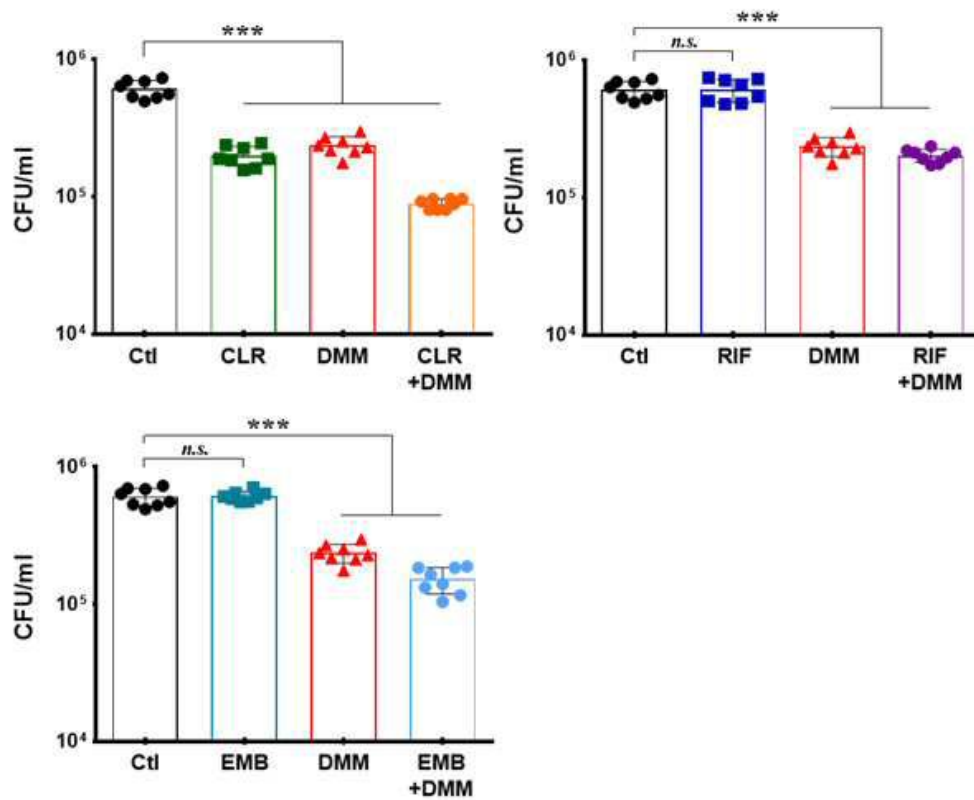 ***
10⁶
10⁵
10⁴
CFU/ml
Ctl
CLR
DMM
CLR
+DMM
***
n.s.
10⁶
10⁵
10⁴
CFU/ml
Ctl
RIF
DMM
RIF
+DMM
***
n.s.
10⁶
10⁵
10⁴
CFU/ml
Ctl
EMB
DMM
EMB
+DMM